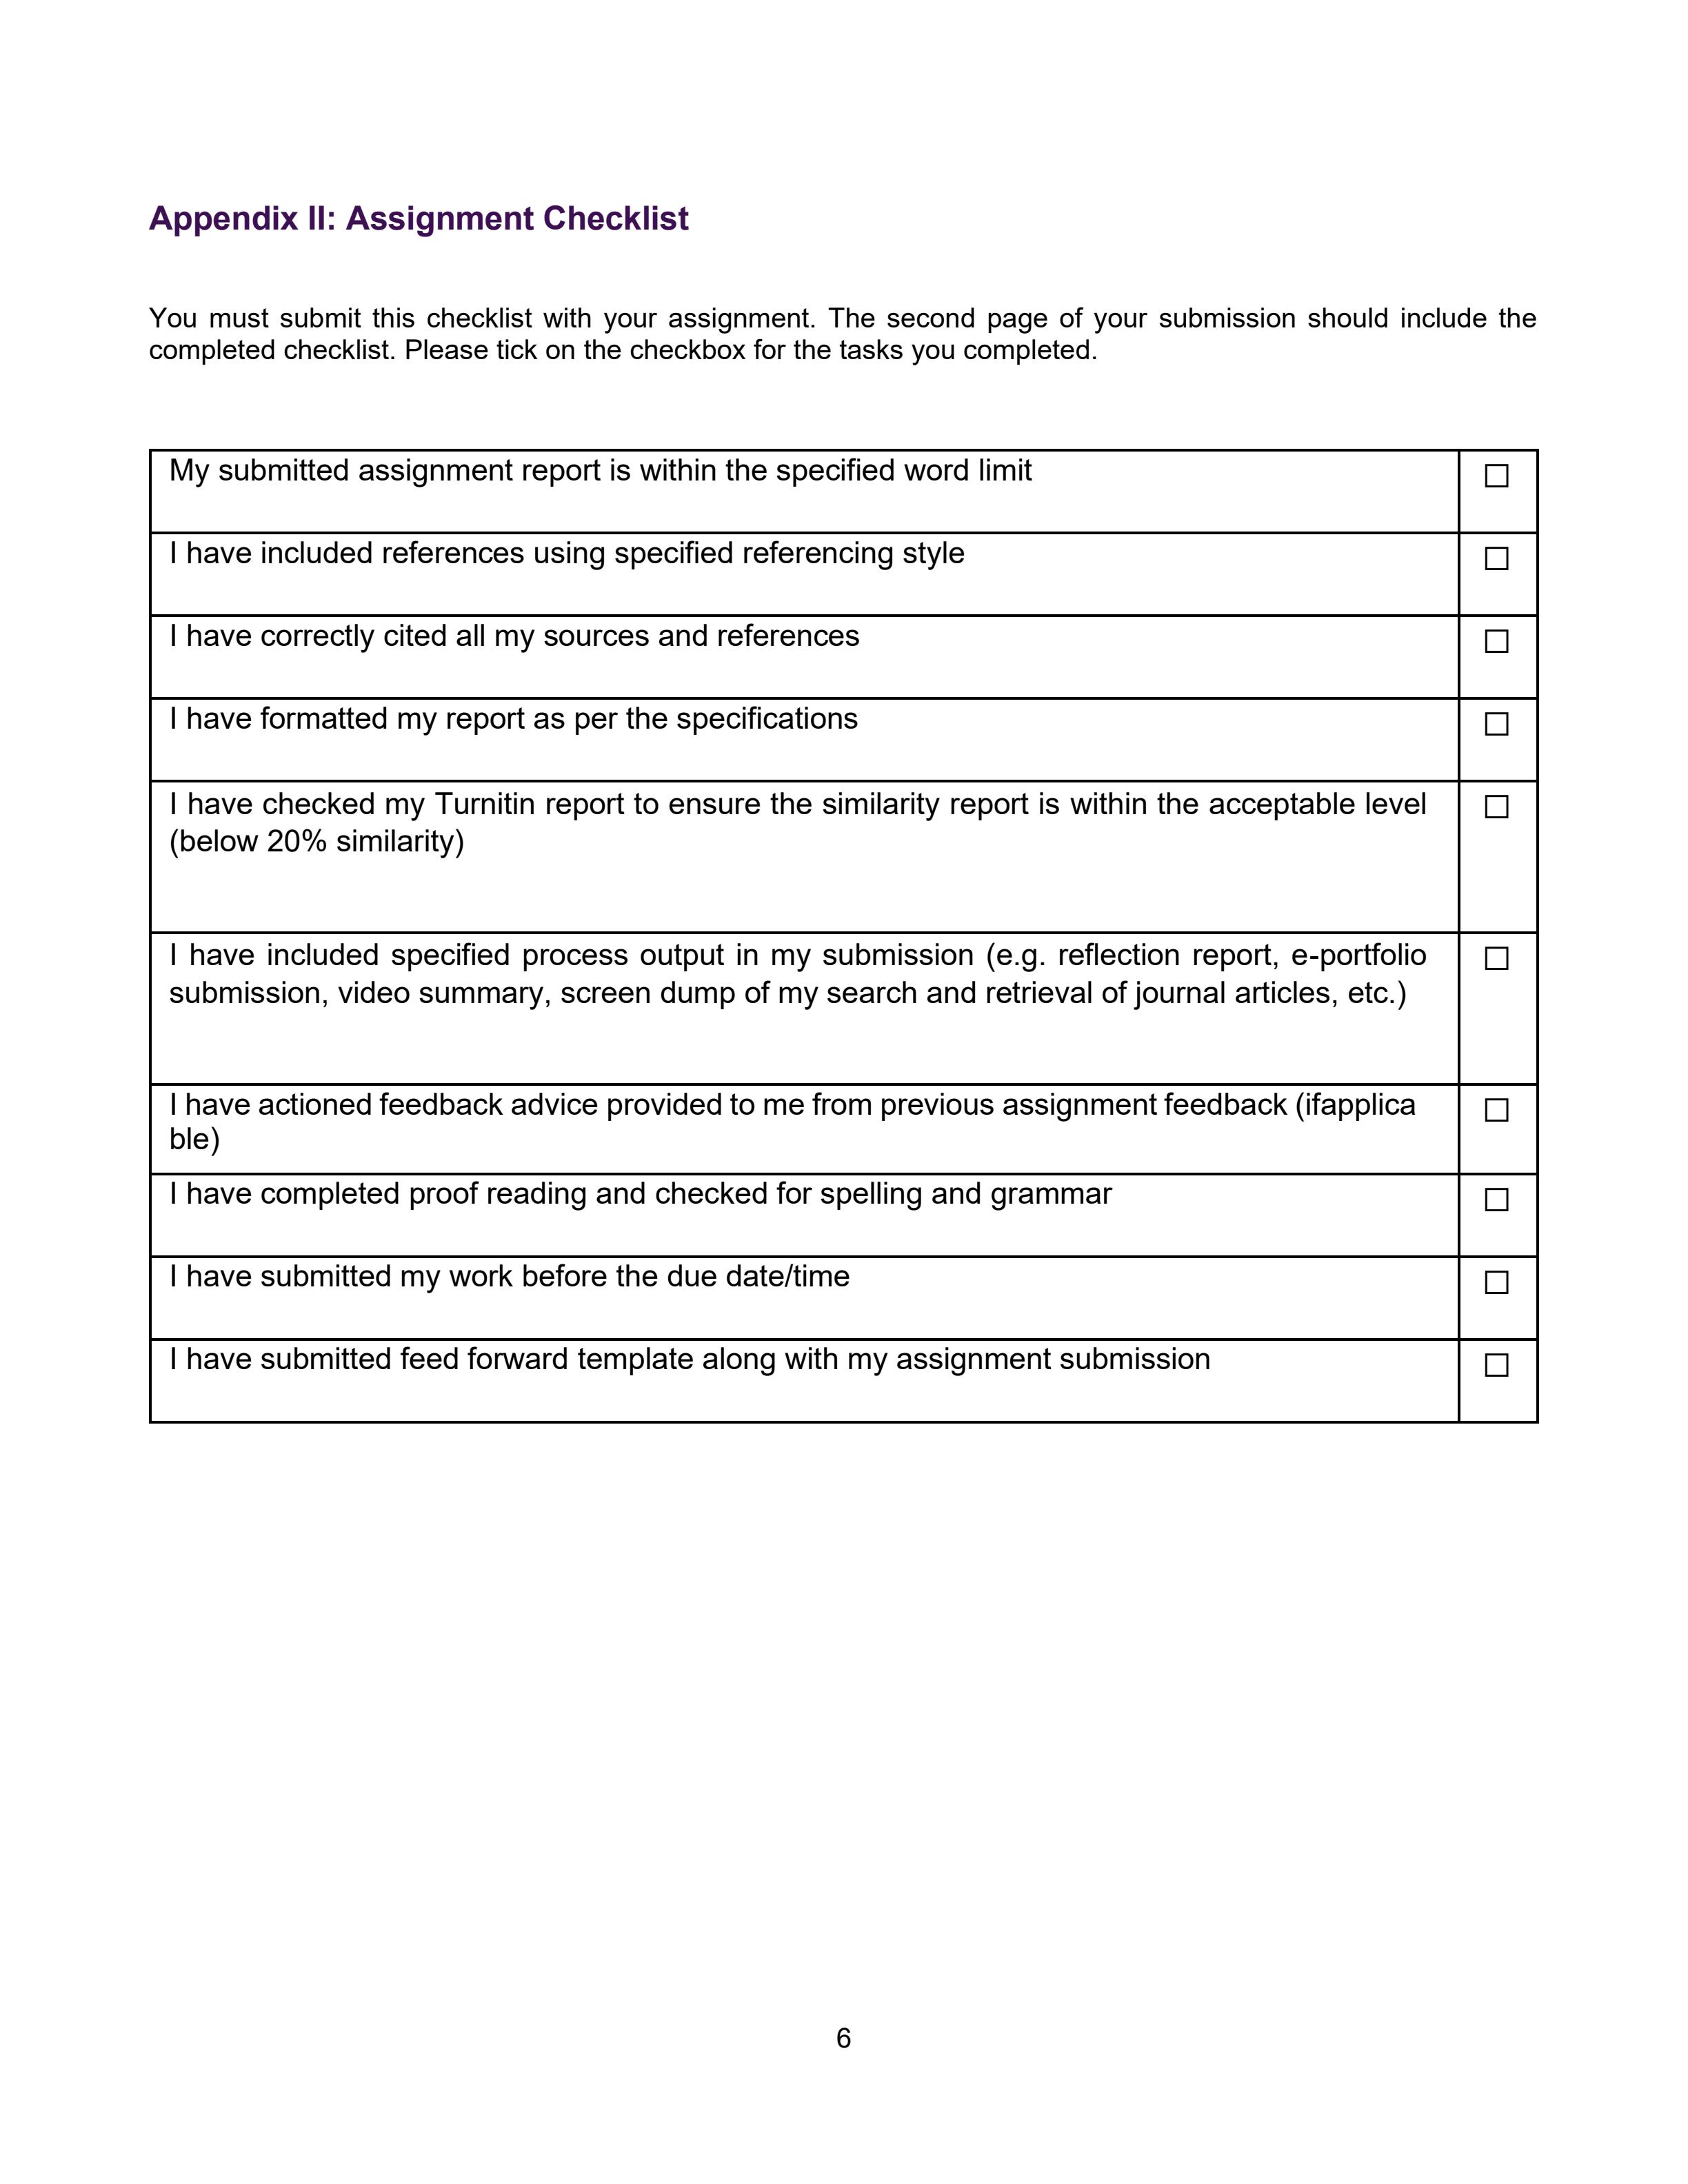 Appendix II: Assignment Checklist
You must submit this checklist with your assignment. The second page of your submission should include the
completed checklist. Please tick on the checkbox for the tasks you completed.
My submitted assignment report is within the specified word limit ☐
I have included references using specified referencing style ☐
I have correctly cited all my sources and references ☐
I have formatted my report as per the specifications ☐
I have checked my Turnitin report to ensure the similarity report is within the acceptable level ☐
(below 20% similarity)
I have included specified process output in my submission (e.g. reflection report, e-portfolio ☐
submission, video summary, screen dump of my search and retrieval of journal articles, etc.)
I have actioned feedback advice provided to me from previous assignment feedback (ifapplica ☐
ble)
I have completed proof reading and checked for spelling and grammar ☐
I have submitted my work before the due date/time ☐
I have submitted feed forward template along with my assignment submission ☐
6